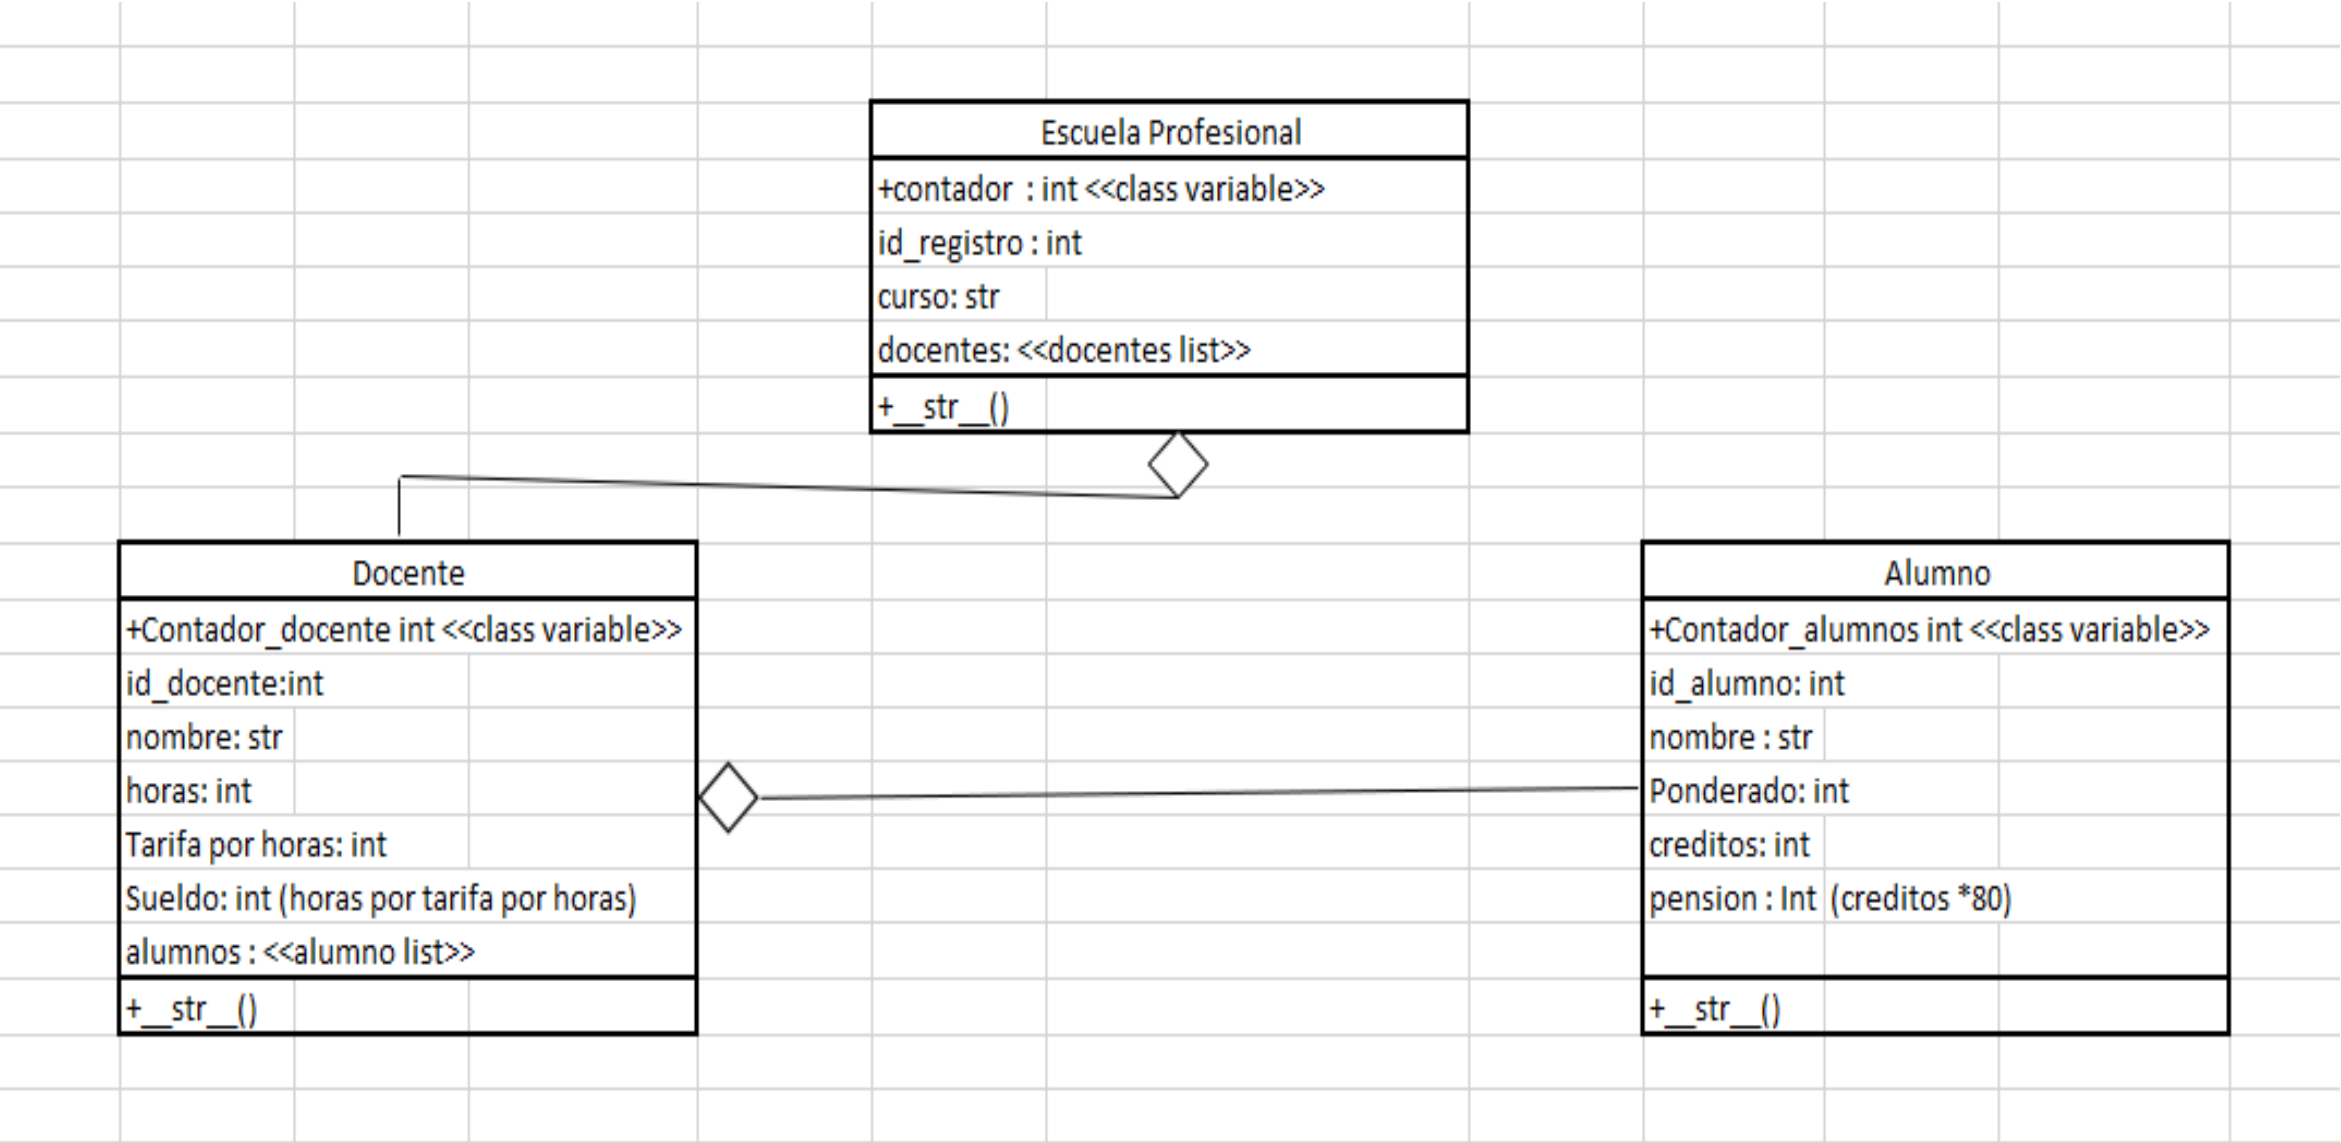 Escuela Profesional
+contador : int <<class variable>>
id_registro : int
curso: str
docentes: <<docentes list>>
+__str__()
Docente
+Contador_docente int <<class variable>>
id_docente:int
nombre: str
horas: int
Tarifa por horas: int
Sueldo: int (horas por tarifa por horas)
alumnos : <<alumno list>>
+__str__()
Alumno
+Contador_alumnos int <<class variable>>
id_alumno: int
nombre : str
Ponderado: int
creditos: int
pension : Int (creditos *80)
+__str__()